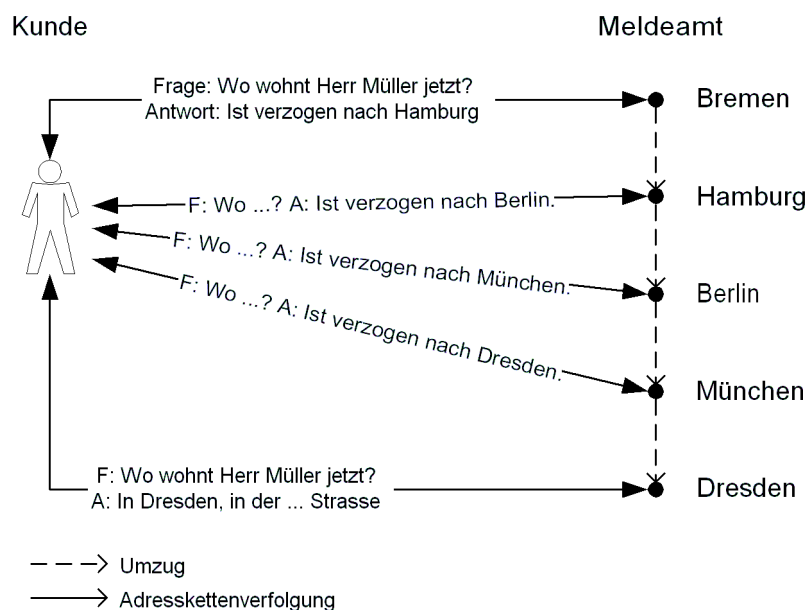 Kunde
Meldeamt
Frage: Wo wohnt Herr Müller jetzt?
Antwort: Ist verzogen nach Hamburg
Bremen
F: Wo ...? A: Ist verzogen nach Berlin.
Hamburg
F: Wo ...? A: Ist verzogen nach München.
Berlin
F: Wo ...? A: Ist verzogen nach Dresden.
München
F: Wo wohnt Herr Müller jetzt?
A: In Dresden, in der ... Strasse
Dresden
Umzug
Adresskettenverfolgung